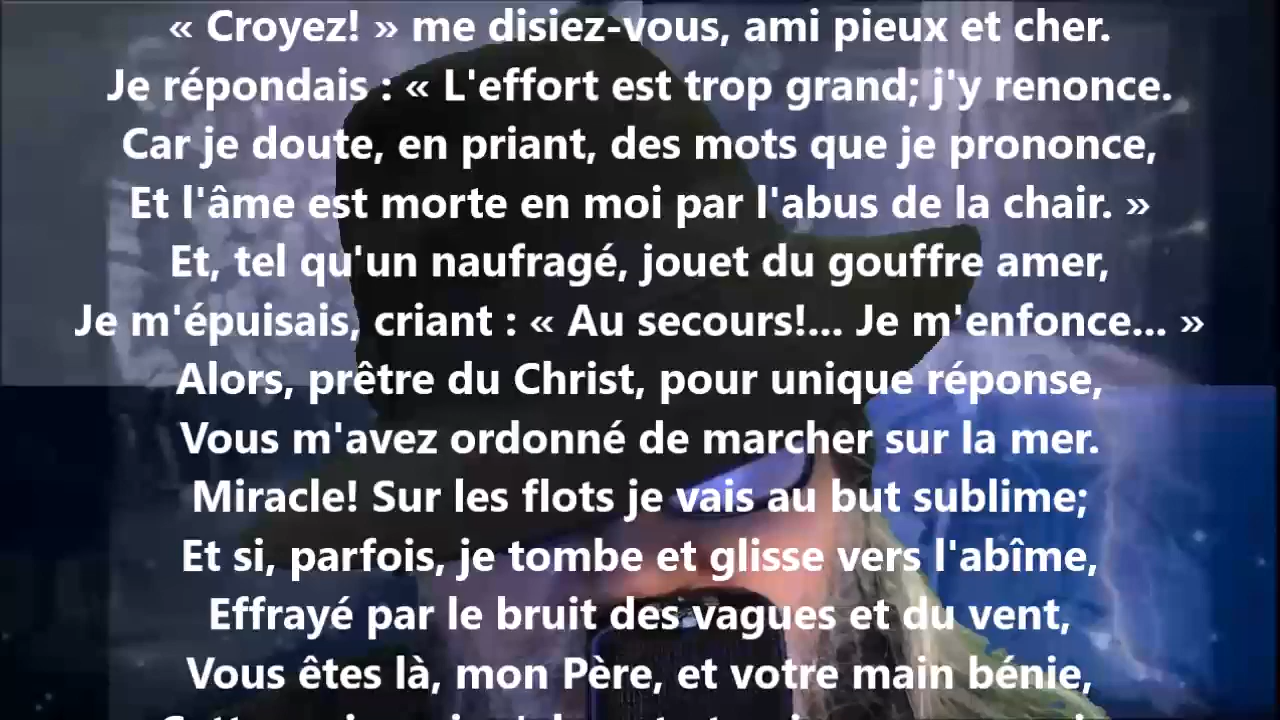 « Croyez! » me disiez-vous, ami pieux et cher.
Je répondais : « L'effort est trop grand; j'y renonce.
Car je doute, en priant, des mots que je prononce,
Et l'âme est morte en moi par l'abus de la chair. »
Et, tel qu'un naufragé, jouet du gouffre amer,
Je m'épuisais, criant : « Au secours!... Je m'enfonce... »
Alors, prêtre du Christ, pour unique réponse,
Vous m'avez ordonné de marcher sur la mer.
Miracle! Sur les flots je vais au but sublime;
Et si, parfois, je tombe et glisse vers l'abîme,
Effrayé par le bruit des vagues et du vent,
Vous êtes là, mon Père, et votre main bénie,